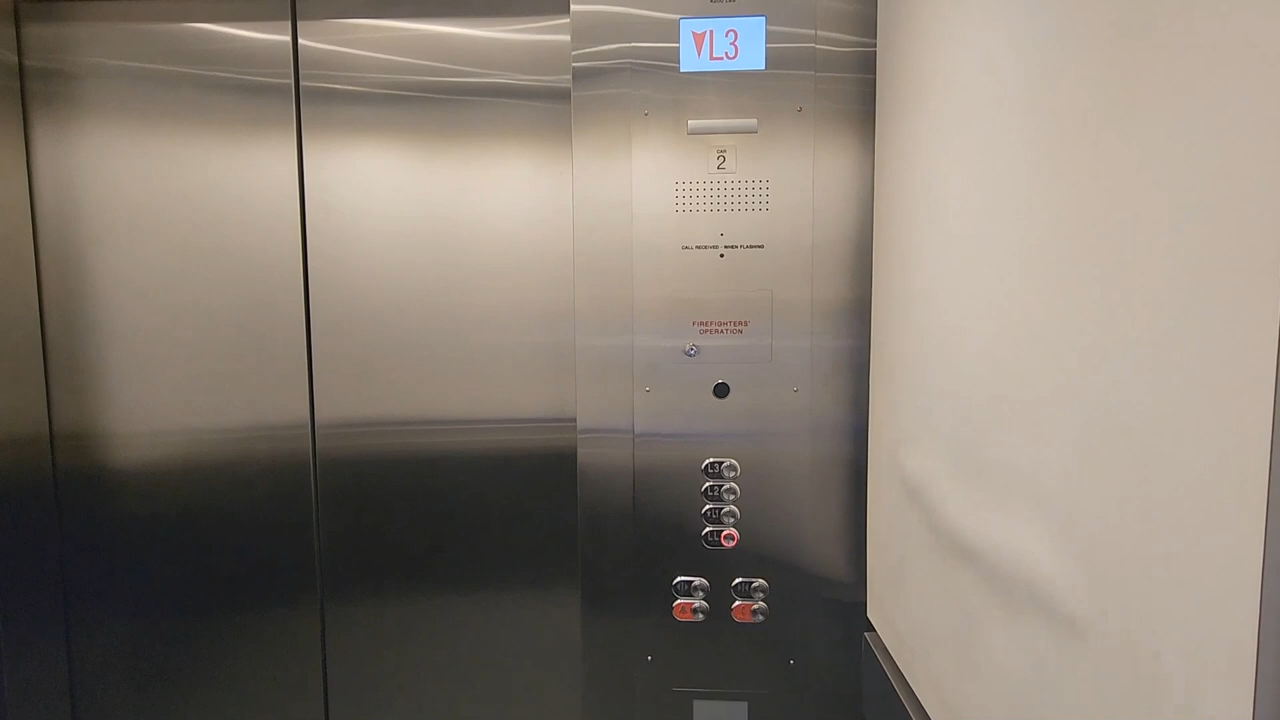 L3
CAR
2
CALL RECEIVED - WHEN FLASHING
FIREFIGHTERS'
OPERATION
L3
L2
★L1
LL